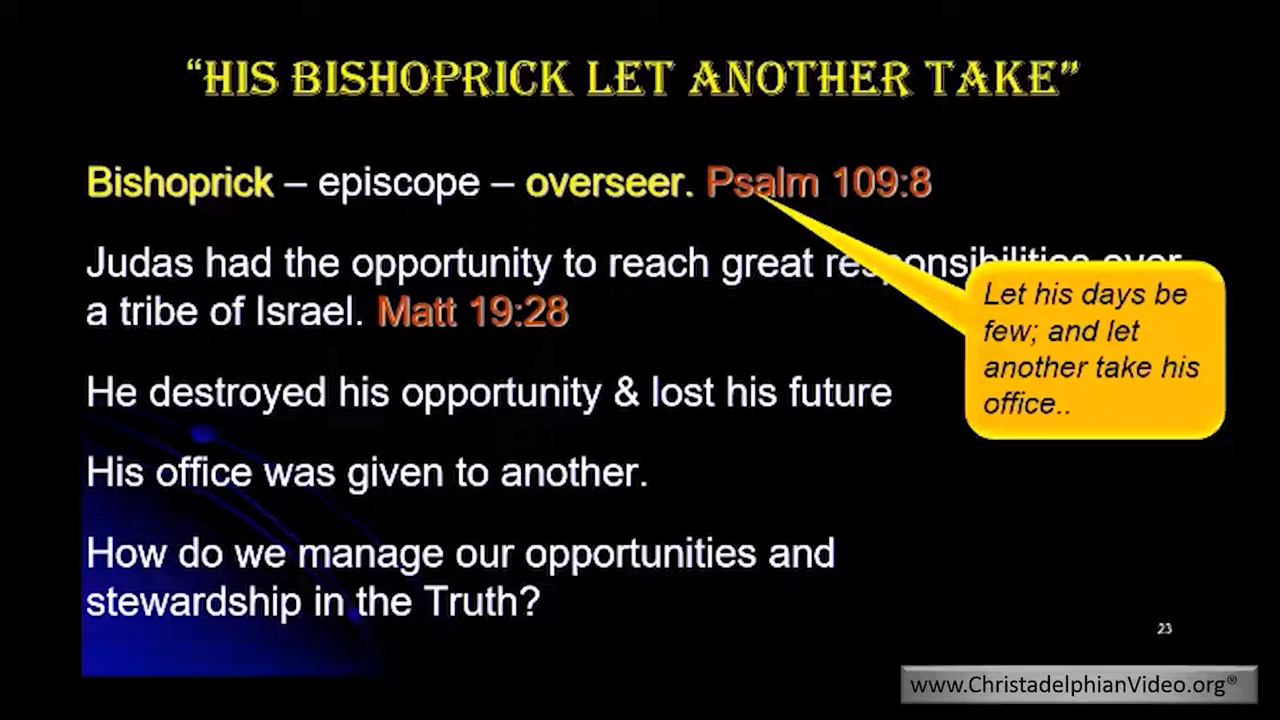 “HIS BISHOPRICK LET ANOTHER TAKE”
Bishoprick – episcope – overseer. Psalm 109:8
Judas had the opportunity to reach great responsibilities over
a tribe of Israel. Matt 19:28
Let his days be
few; and let
another take his
office..
He destroyed his opportunity & lost his future
His office was given to another.
How do we manage our opportunities and
stewardship in the Truth?
23
www.ChristadelphianVideo.org®